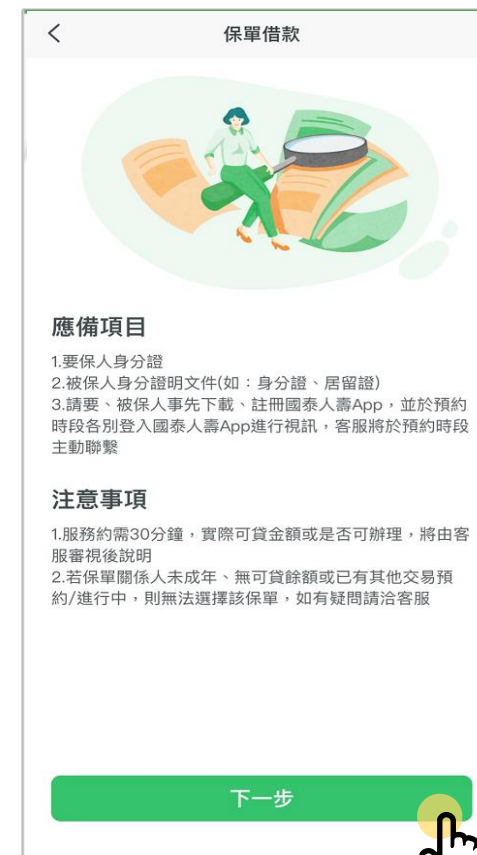 保單借款
應備項目
1.要保人身分證
2.被保人身分證明文件(如：身分證、居留證)
3.請要、被保人事先下載、註冊國泰人壽App，並於預約
時段各別登入國泰人壽App進行視訊，客服將於預約時段
主動聯繫
注意事項
1.服務約需30分鐘，實際可貸金額或是否可辦理，將由客
服審視後說明
2.若保單關係人未成年、無可貸餘額或已有其他交易預
約/進行中，則無法選擇該保單，如有疑問請洽客服
下一步